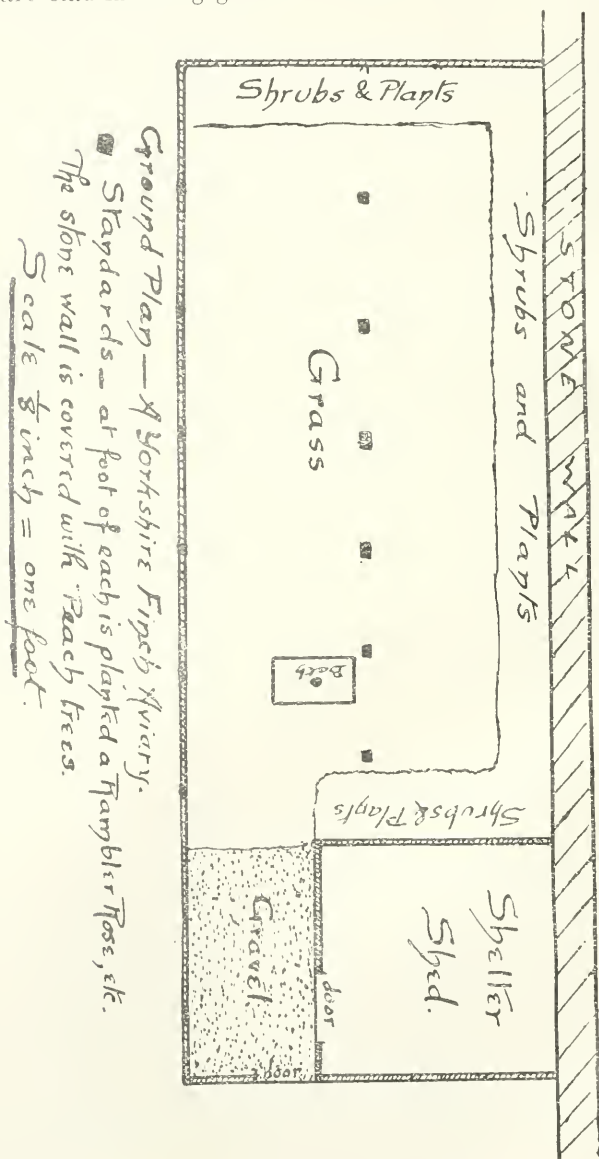 Shrubs & Plants
STONE WALL
Shrubs and Plants
Grass
Bath
Shrubs & Plants
Shelter
Shed.
door
Gravel
door
Ground Plan — A Yorkshire Finch Aviary.
Standards — at foot of each is planted a Rambler Rose, etc.
The stone wall is covered with Peach trees.
Scale 1/8 inch = one foot.